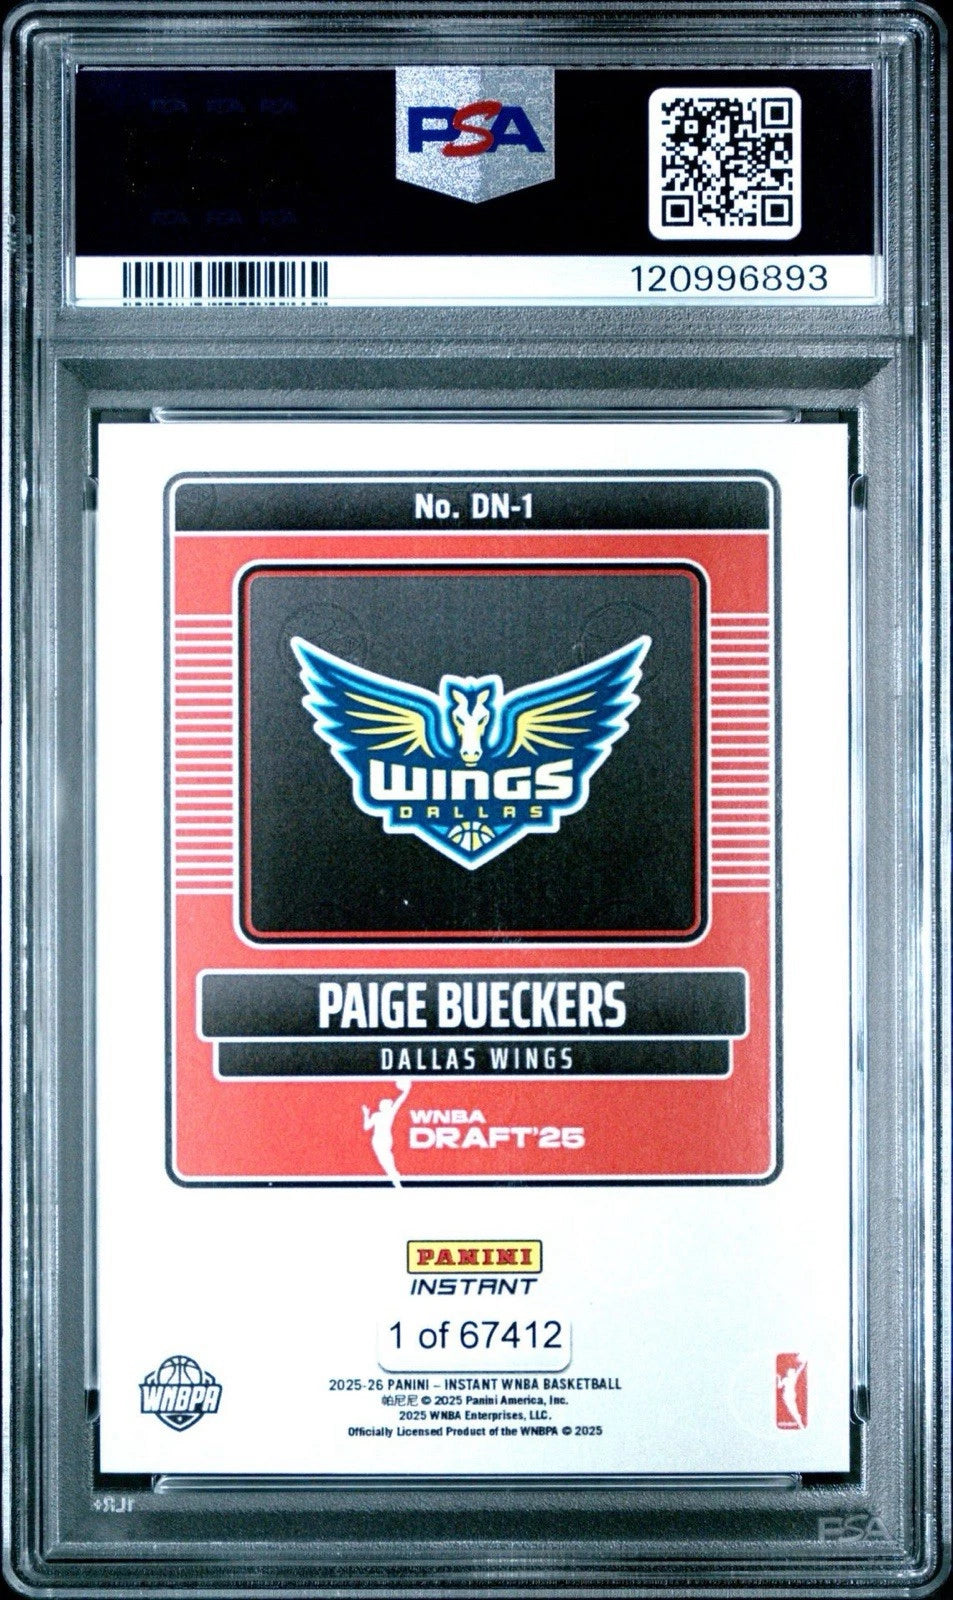 PSA
120996893
No. DN-1
WINGS
DALLAS
PAIGE BUECKERS
DALLAS WINGS
WNBA
DRAFT'25
PANINI
INSTANT
1 of 67412
2025-26 PANINI – INSTANT WNBA BASKETBALL
帕尼尼 © 2025 Panini America, Inc.
2025 WNBA Enterprises, LLC.
Officially Licensed Product of the WNBPA © 2025
WNBPA
PSA